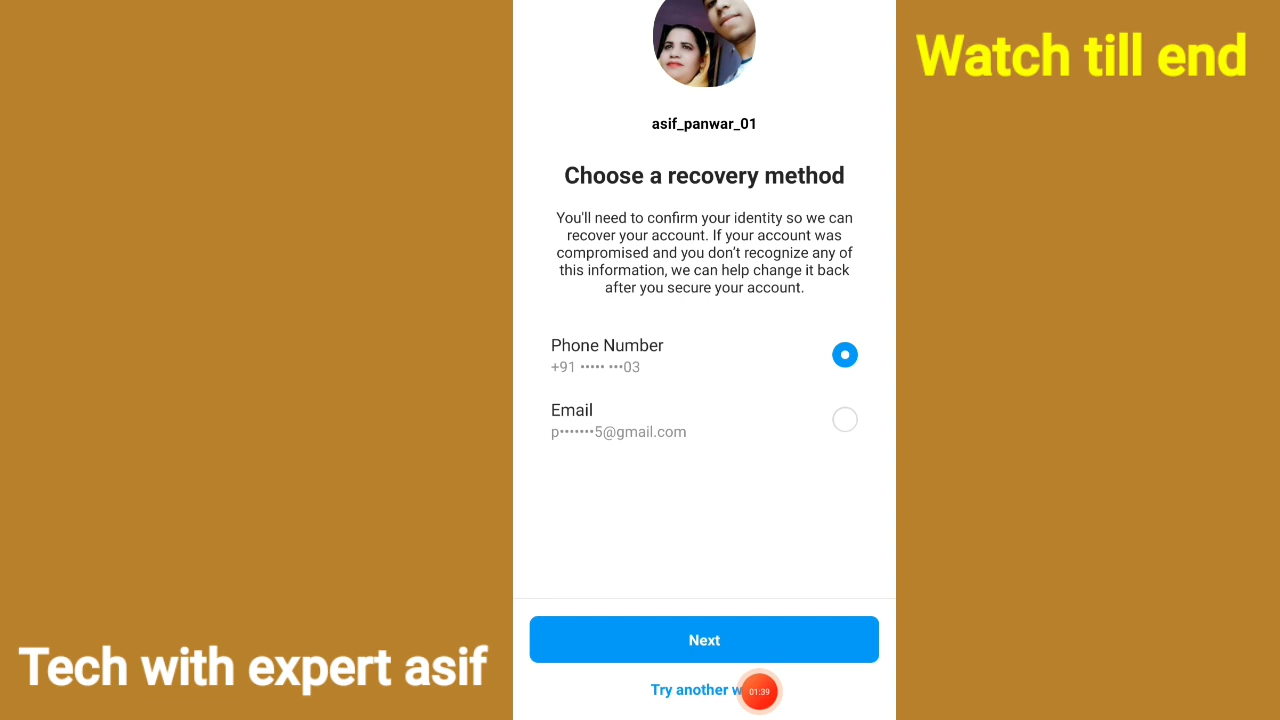 Watch till end
asif_panwar_01
Choose a recovery method
You'll need to confirm your identity so we can
recover your account. If your account was
compromised and you don't recognize any of
this information, we can help change it back
after you secure your account.
Phone Number
+91 ••••• •••03
Email
p•••••••5@gmail.com
Next
Try another w
01:39
Tech with expert asif